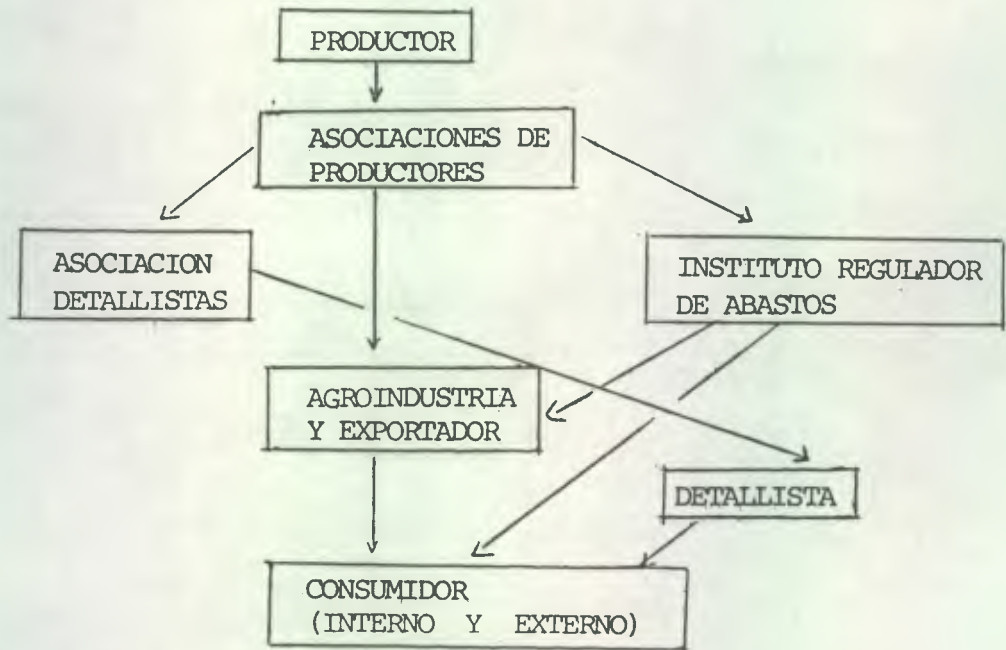 PRODUCTOR
ASOCIACIONES DE
PRODUCTORES
ASOCIACION
DETALLISTAS
INSTITUTO REGULADOR
DE ABASTOS
AGROINDUSTRIA
Y EXPORTADOR
DETALLISTA
CONSUMIDOR
(INTERNO Y EXTERNO)